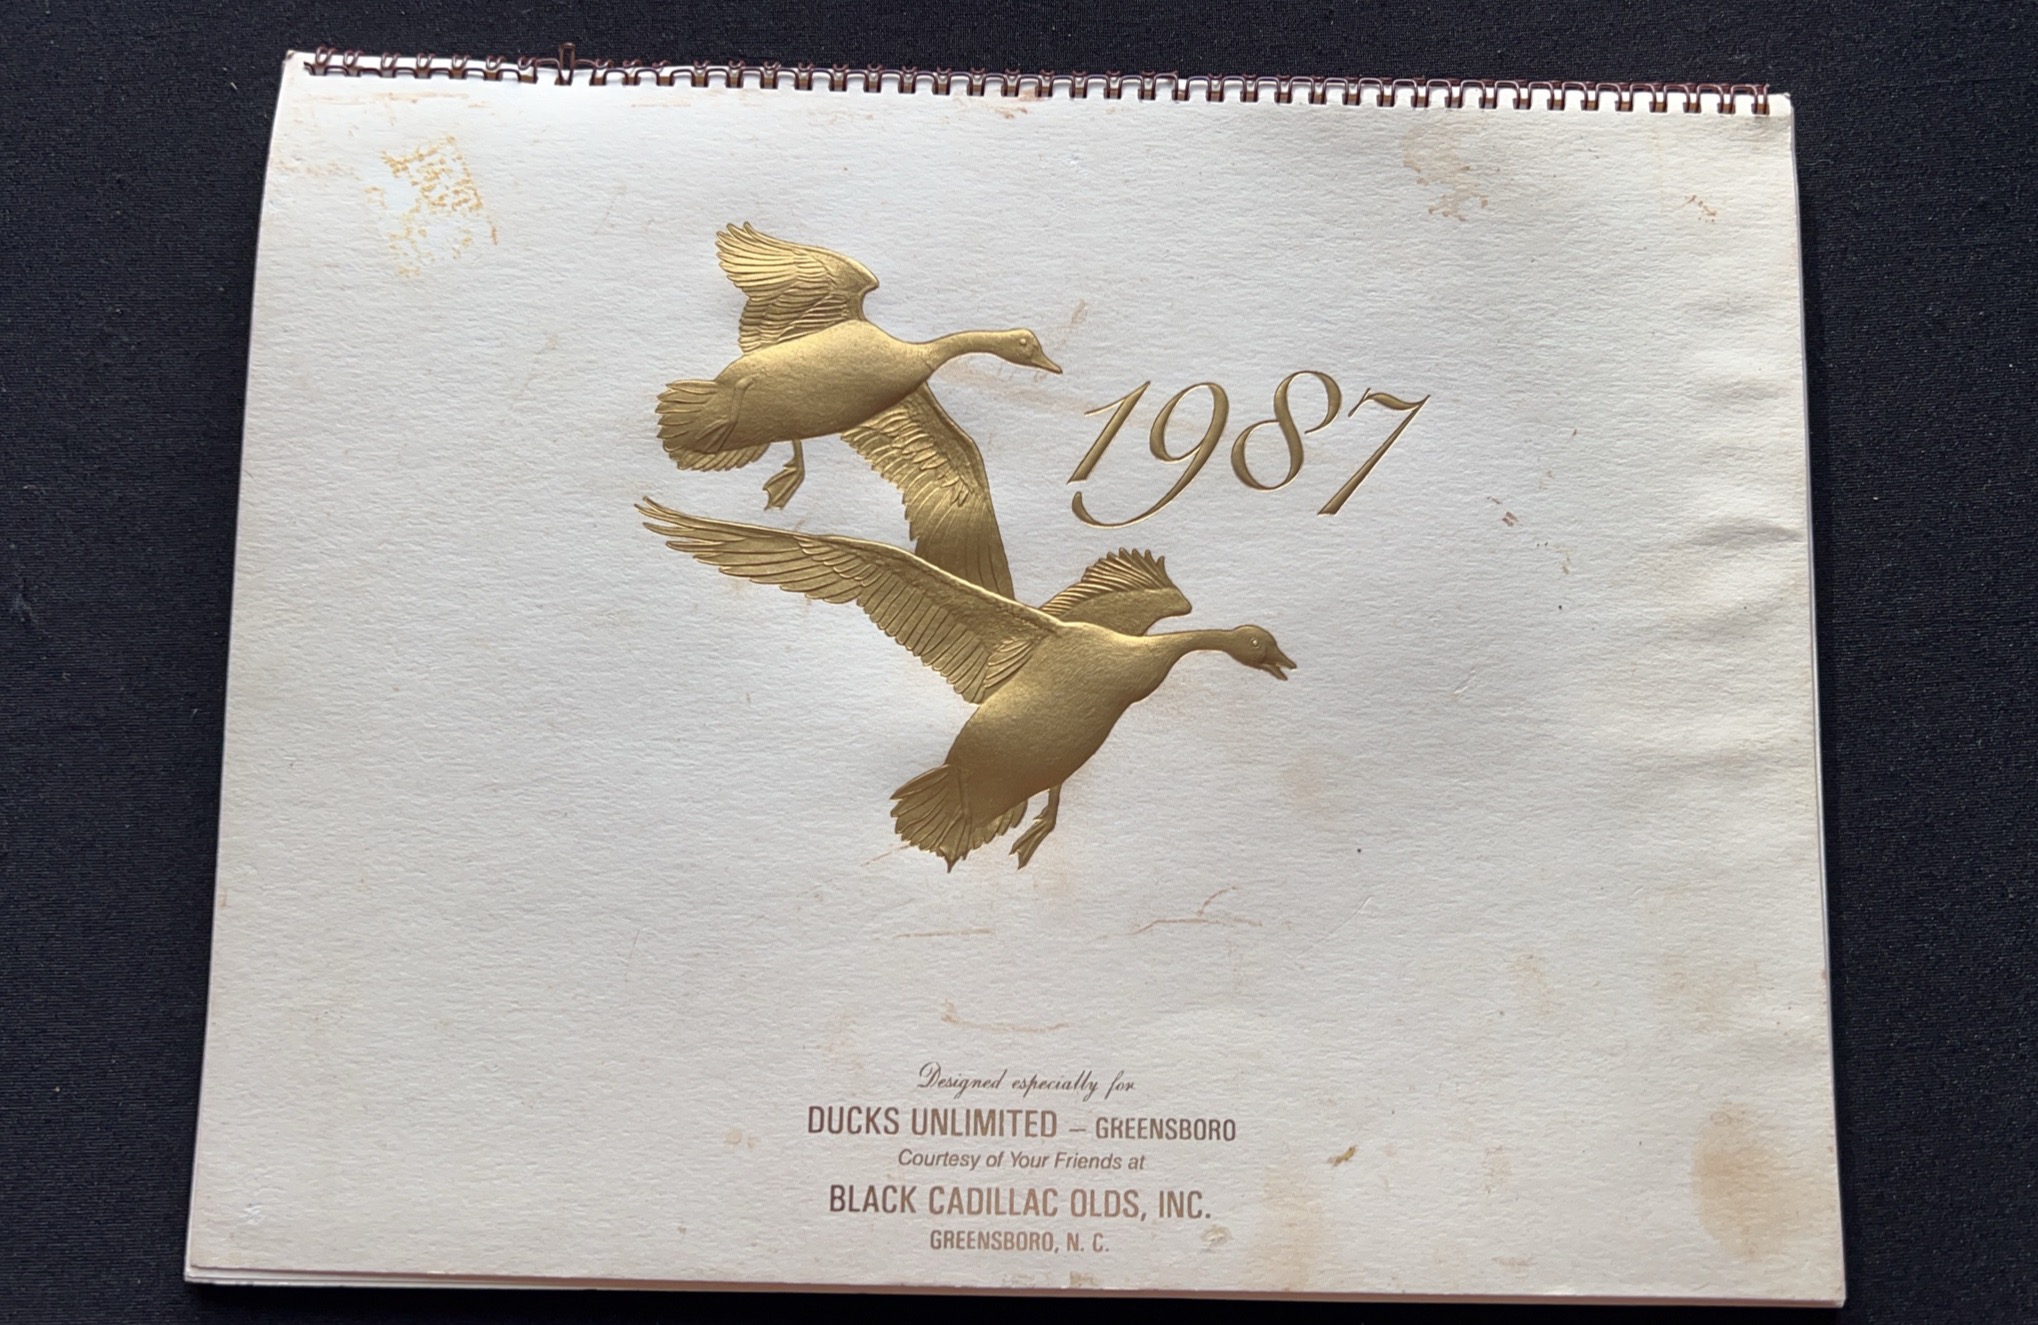 1987
Designed especially for
DUCKS UNLIMITED – GREENSBORO
Courtesy of Your Friends at
BLACK CADILLAC OLDS, INC.
GREENSBORO, N. C.